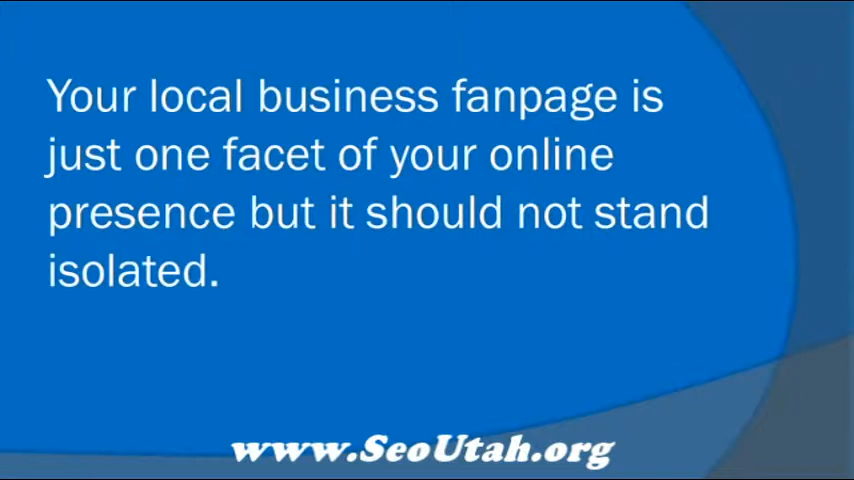 Your local business fanpage is
just one facet of your online
presence but it should not stand
isolated.
www.SeoUtah.org